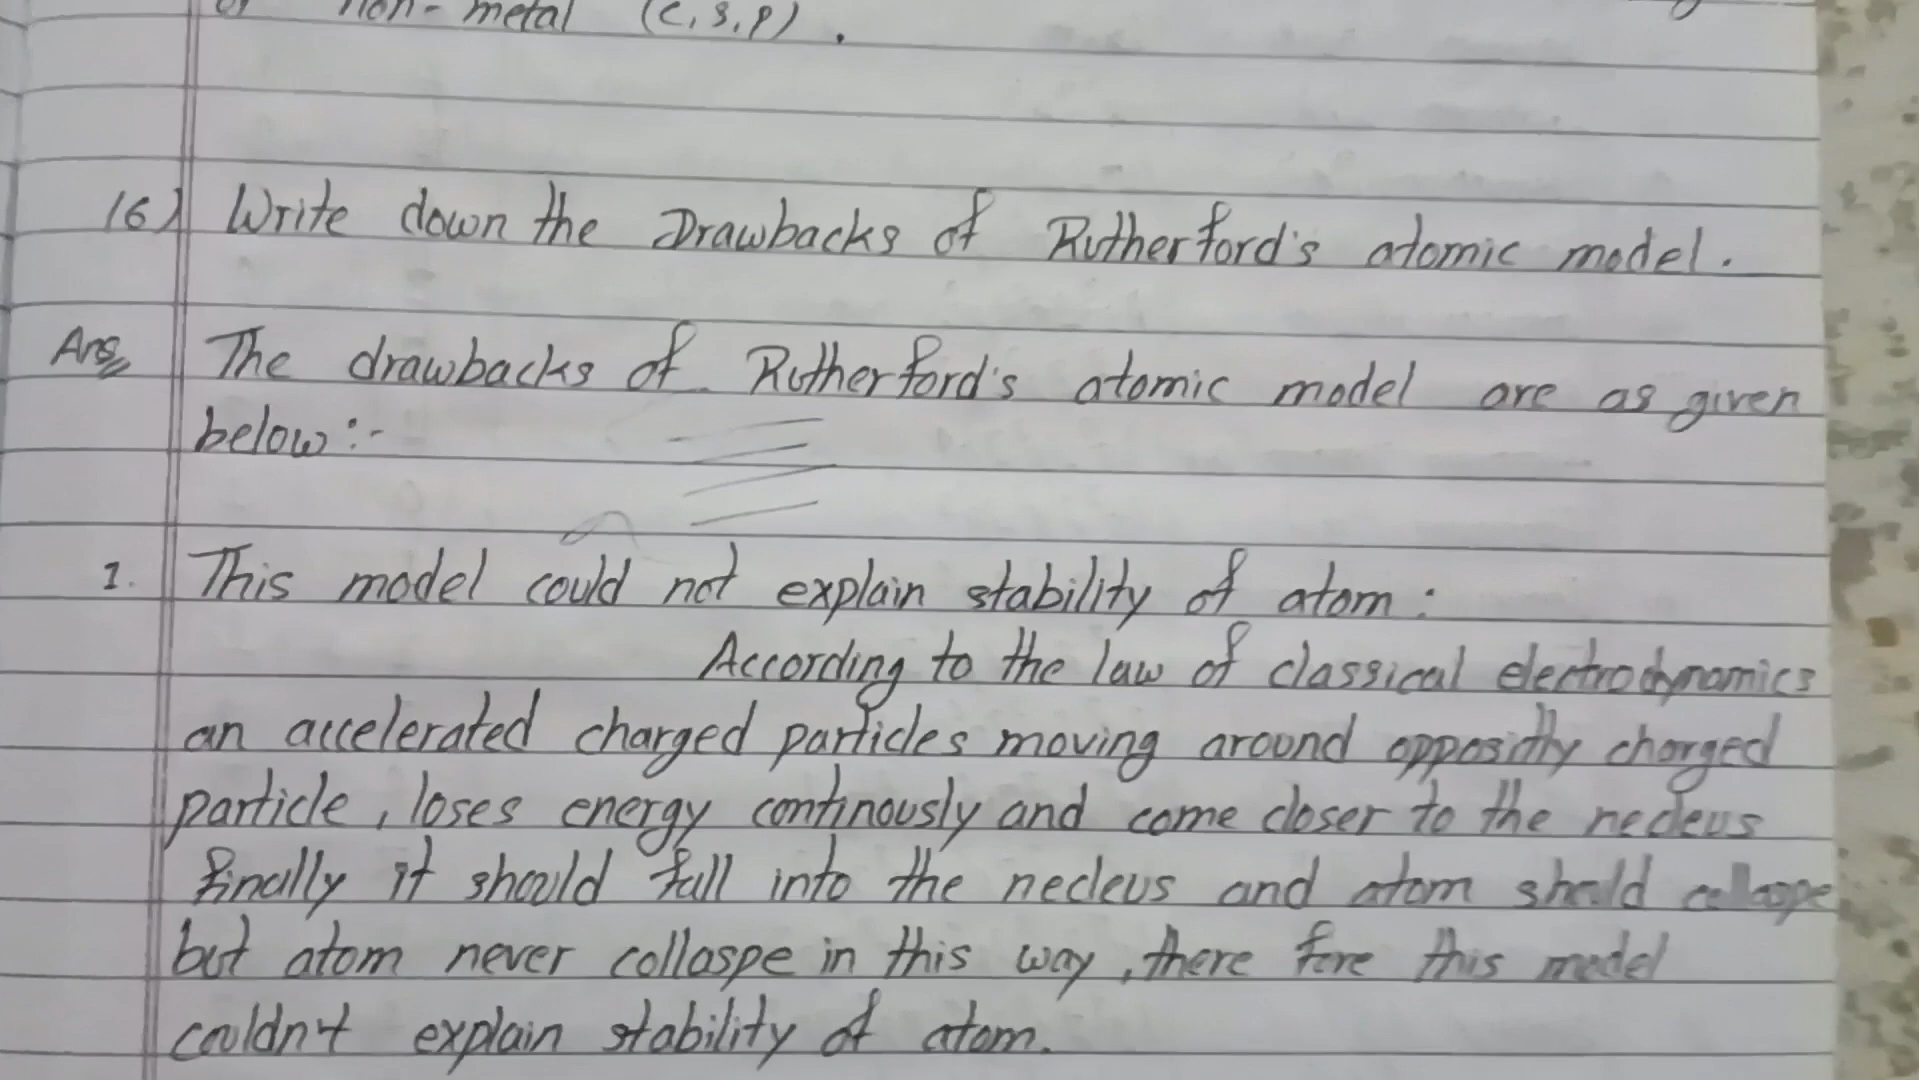 or non-metal (C, S, P).
16) Write down the Drawbacks of Rutherford's atomic model.
Ans The drawbacks of Rutherford's atomic model are as given
below:-
1. This model could not explain stability of atom:
According to the law of classical electrodynamics
an accelerated charged particles moving around oppositly charged
particle, loses energy continously and come closer to the necleus
finally it should fall into the necleus and atom should
but atom never collaspe in this way, there fore this model
couldn't explain stability of atom.